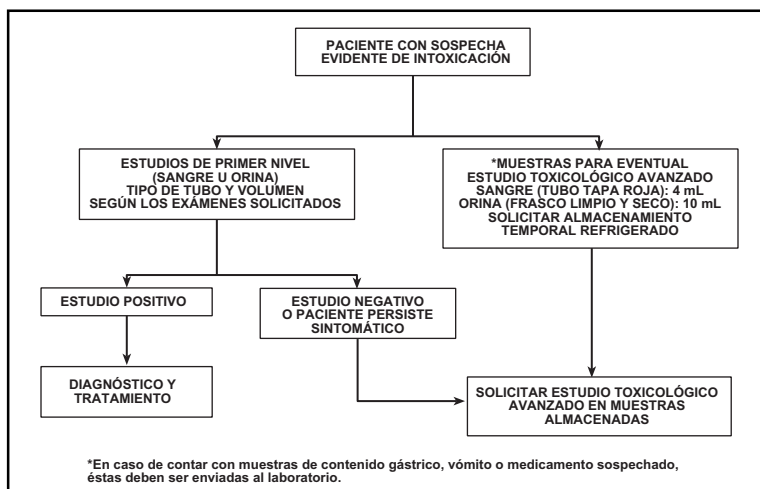 PACIENTE CON SOSPECHA
EVIDENTE DE INTOXICACIÓN
ESTUDIOS DE PRIMER NIVEL
(SANGRE U ORINA)
TIPO DE TUBO Y VOLUMEN
SEGÚN LOS EXÁMENES SOLICITADOS
*MUESTRAS PARA EVENTUAL
ESTUDIO TOXICOLÓGICO AVANZADO
SANGRE (TUBO TAPA ROJA): 4 mL
ORINA (FRASCO LIMPIO Y SECO): 10 mL
SOLICITAR ALMACENAMIENTO
TEMPORAL REFRIGERADO
ESTUDIO POSITIVO
ESTUDIO NEGATIVO
O PACIENTE PERSISTE
SINTOMÁTICO
DIAGNÓSTICO Y
TRATAMIENTO
SOLICITAR ESTUDIO TOXICOLÓGICO
AVANZADO EN MUESTRAS
ALMACENADAS
*En caso de contar con muestras de contenido gástrico, vómito o medicamento sospechado,
éstas deben ser enviadas al laboratorio.